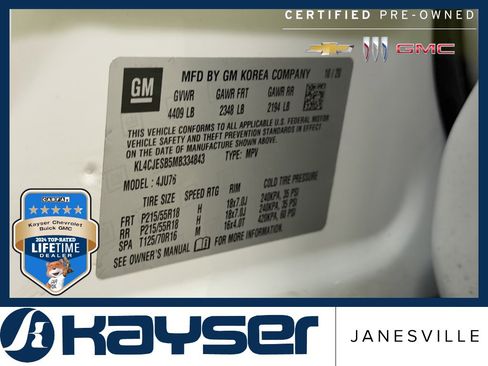 CERTIFIED PRE-OWNED
GMC
GM
MFD BY GM KOREA COMPANY 10 / 20
GVWR GAWR FRT GAWR RR
4409 LB 2348 LB 2194 LB
THIS VEHICLE CONFORMS TO ALL APPLICABLE U.S. FEDERAL MOTOR
VEHICLE SAFETY AND THEFT PREVENTION STANDARDS IN EFFECT ON
THE DATE OF MANUFACTURE SHOWN ABOVE.
KL4CJESB5MB334843 TYPE: MPV
MODEL: 4JU76
TIRE SIZE SPEED RTG RIM COLD TIRE PRESSURE
FRT P215/55R18 H 18x7.0J 240KPA, 35 PSI
RR P215/55R18 H 18x7.0J 240KPA, 35 PSI
SPA T125/70R16 M 16x4.0T 420KPA, 60 PSI
SEE OWNER'S MANUAL FOR MORE INFORMATION.
CARFAX
Kayser Chevrolet
Buick GMC
2024 TOP-RATED
LIFETIME
DEALER
KAYSER
JANESVILLE